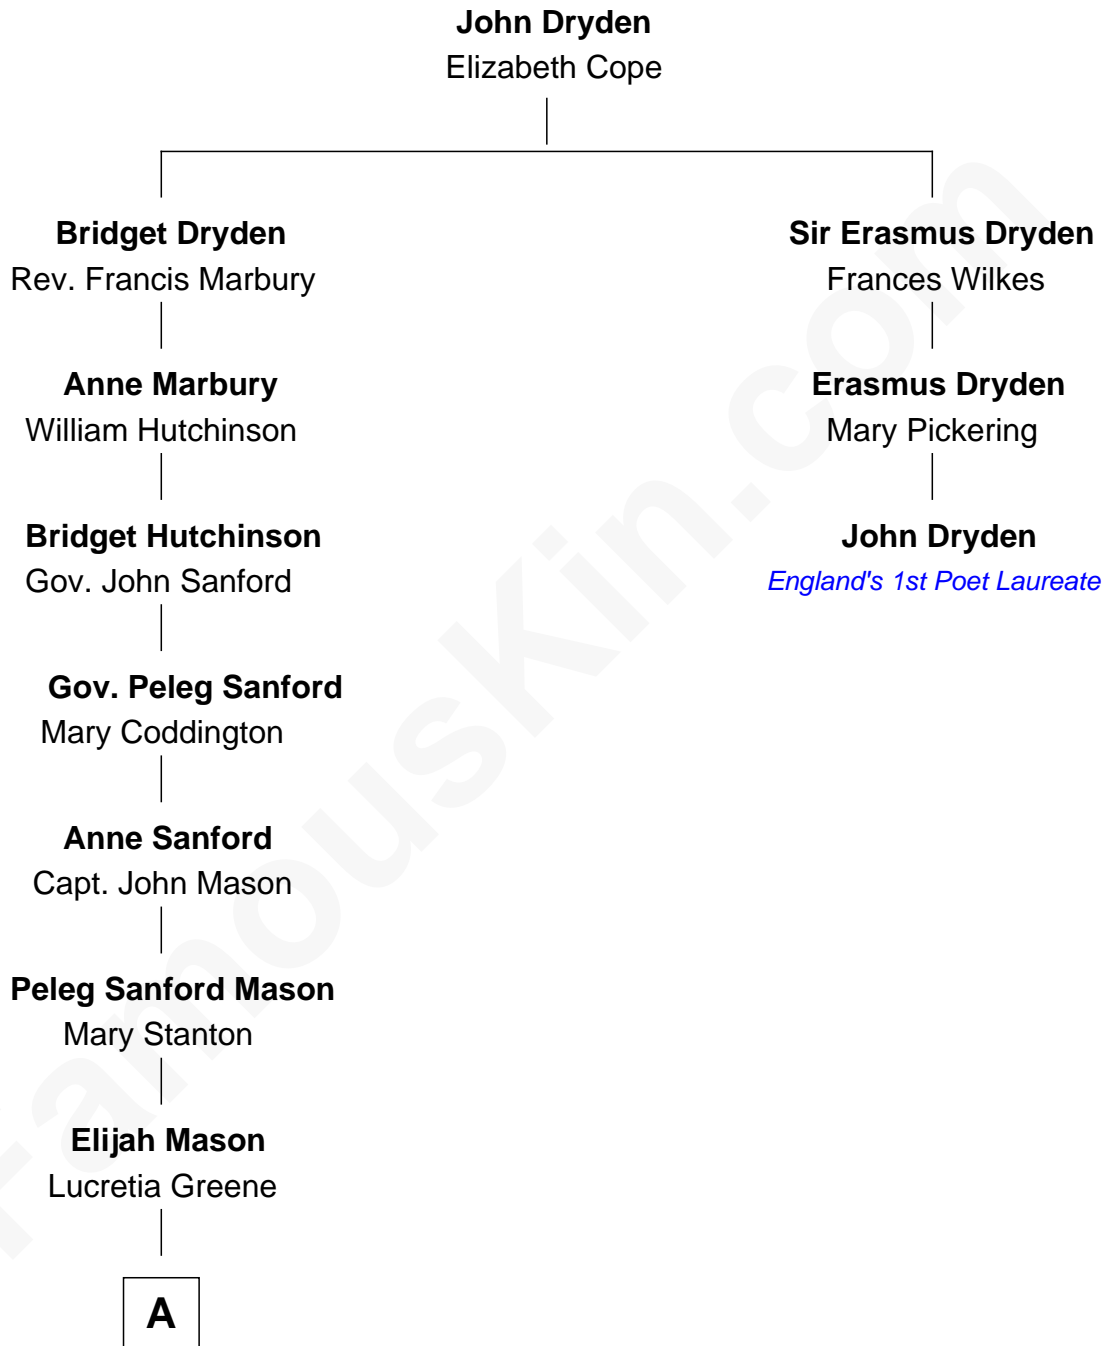 John Dryden
Elizabeth Cope
Bridget Dryden
Rev. Francis Marbury
Sir Erasmus Dryden
Frances Wilkes
Anne Marbury
William Hutchinson
Erasmus Dryden
Mary Pickering
Bridget Hutchinson
Gov. John Sanford
John Dryden
England's 1st Poet Laureate
Gov. Peleg Sanford
Mary Coddington
Anne Sanford
Capt. John Mason
Peleg Sanford Mason
Mary Stanton
Elijah Mason
Lucretia Greene
A
FamousKin.com